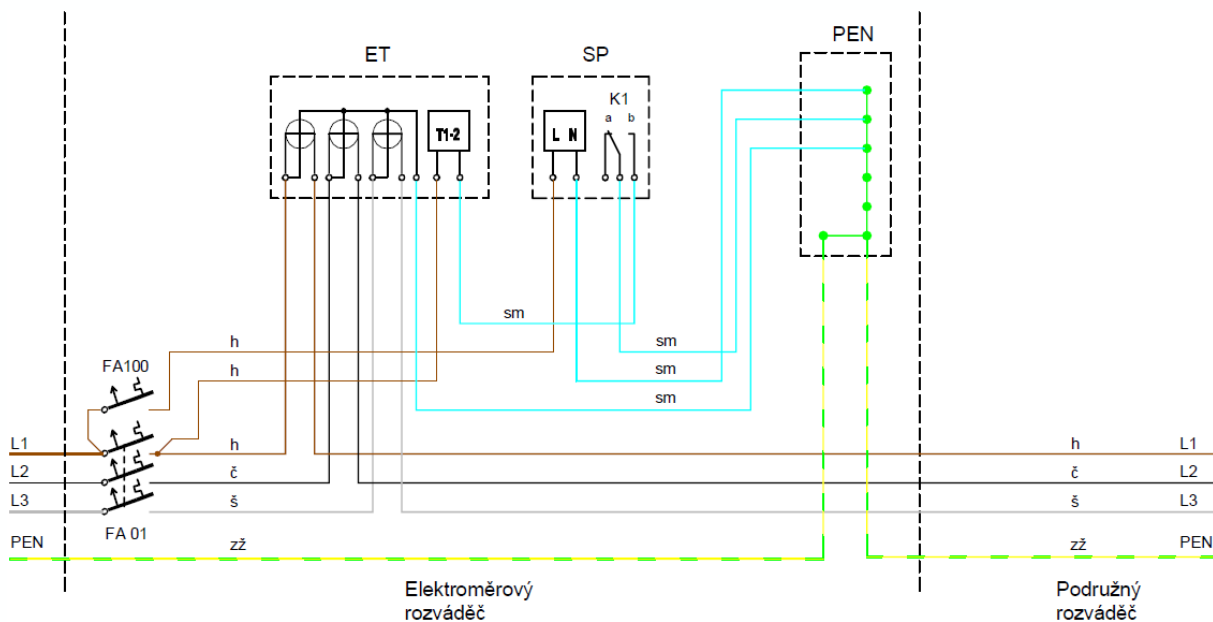 ET
SP
PEN
K1
a
b
T1-2
L N
sm
h
sm
FA100
h
sm
sm
L1
h
h
L1
L2
č
č
L2
L3
š
š
L3
FA 01
PEN
zž
zž
PEN
Elektroměrový
rozváděč
Podružný
rozváděč